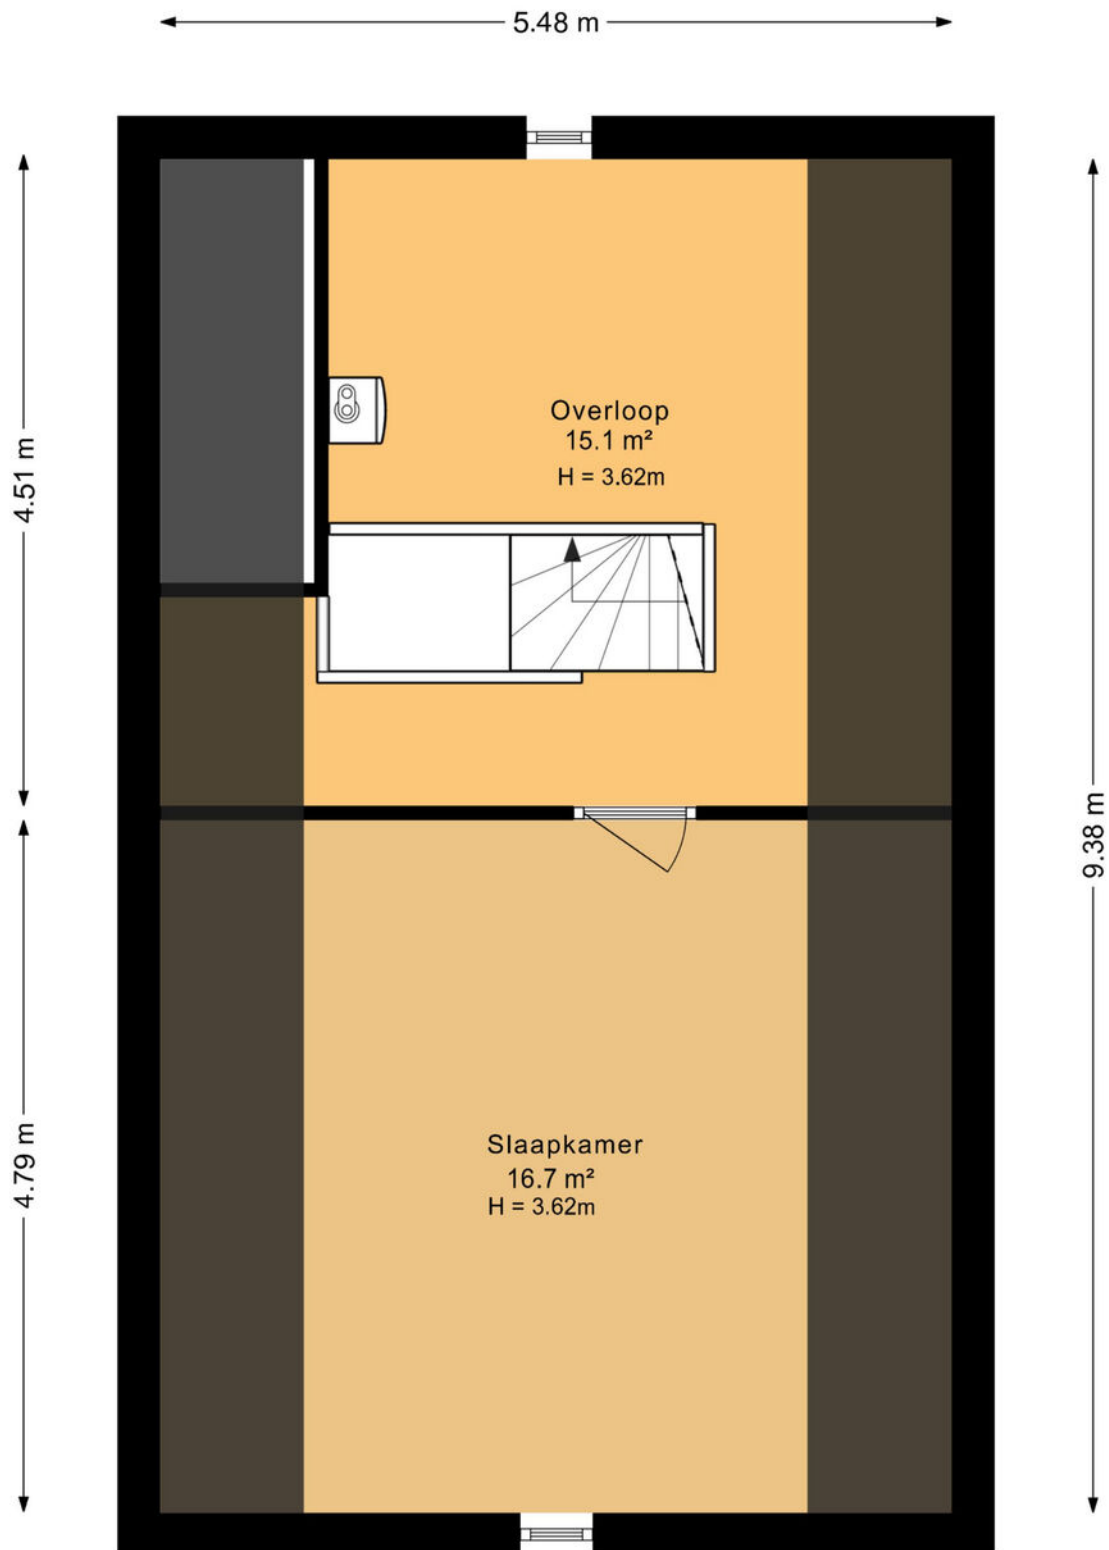 5.48 m
Overloop
15.1 m²
H = 3.62m
4.51 m
9.38 m
4.79 m
Slaapkamer
16.7 m²
H = 3.62m